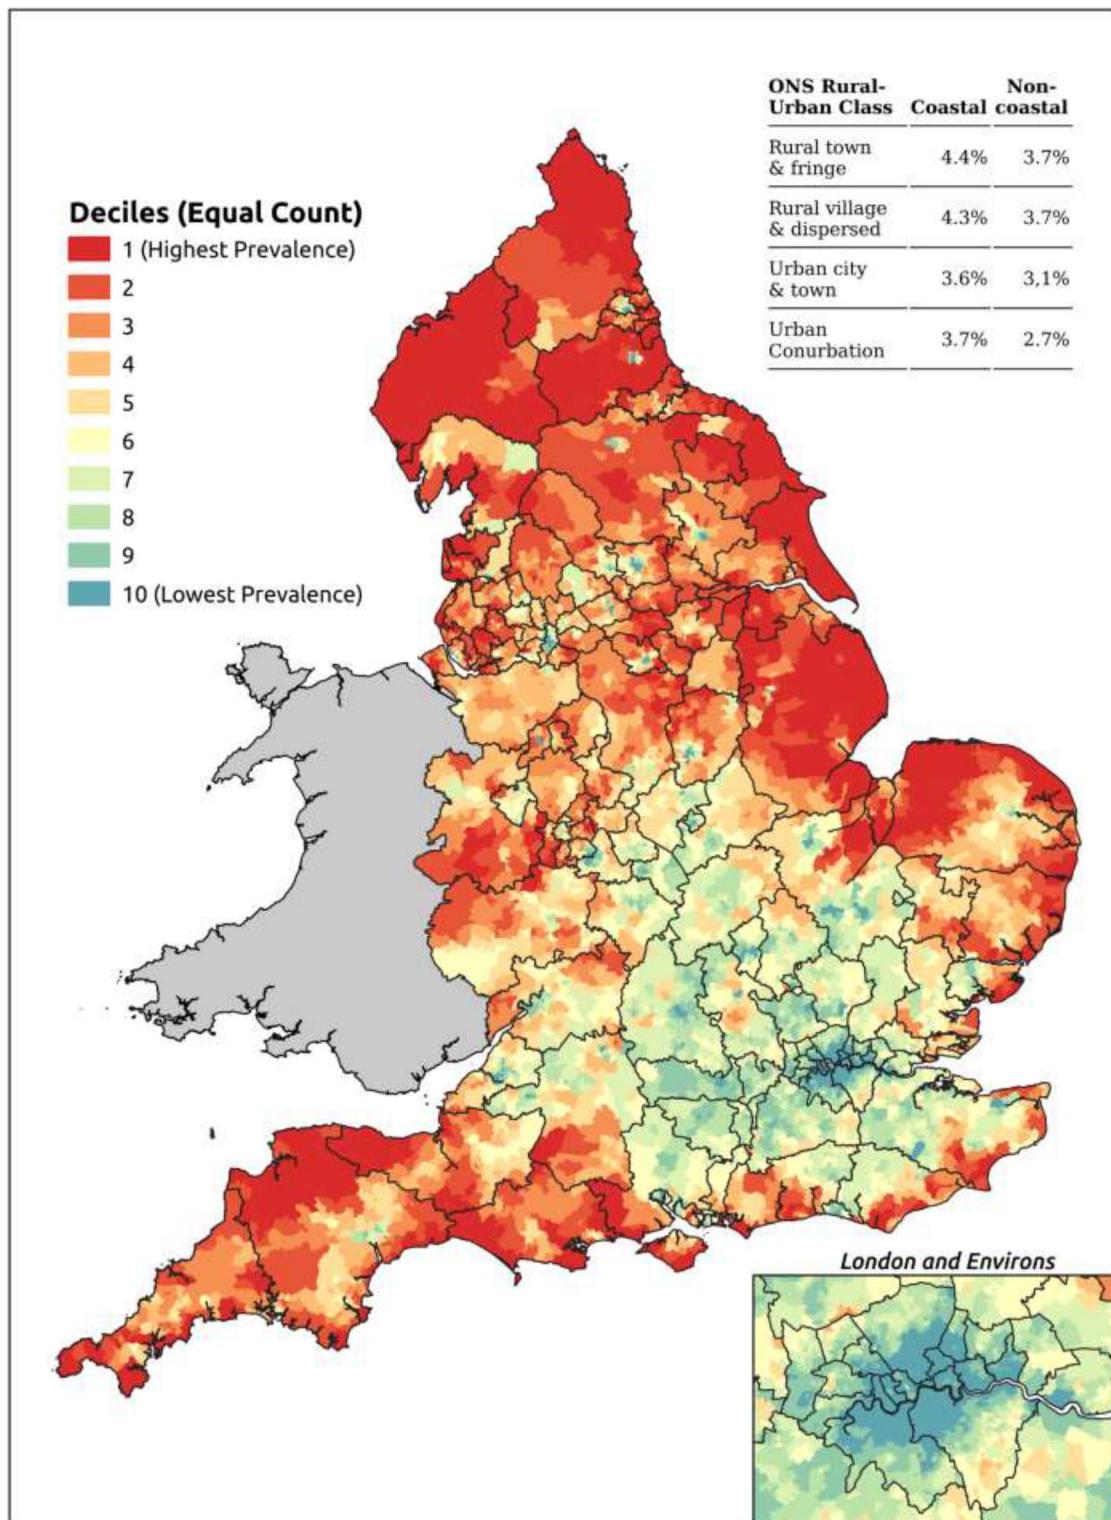 ONS Rural-
Urban Class Coastal Non-
coastal
Rural town
& fringe 4.4% 3.7%
Rural village
& dispersed 4.3% 3.7%
Urban city
& town 3.6% 3,1%
Urban
Conurbation 3.7% 2.7%
Deciles (Equal Count)
1 (Highest Prevalence)
2
3
4
5
6
7
8
9
10 (Lowest Prevalence)
London and Environs